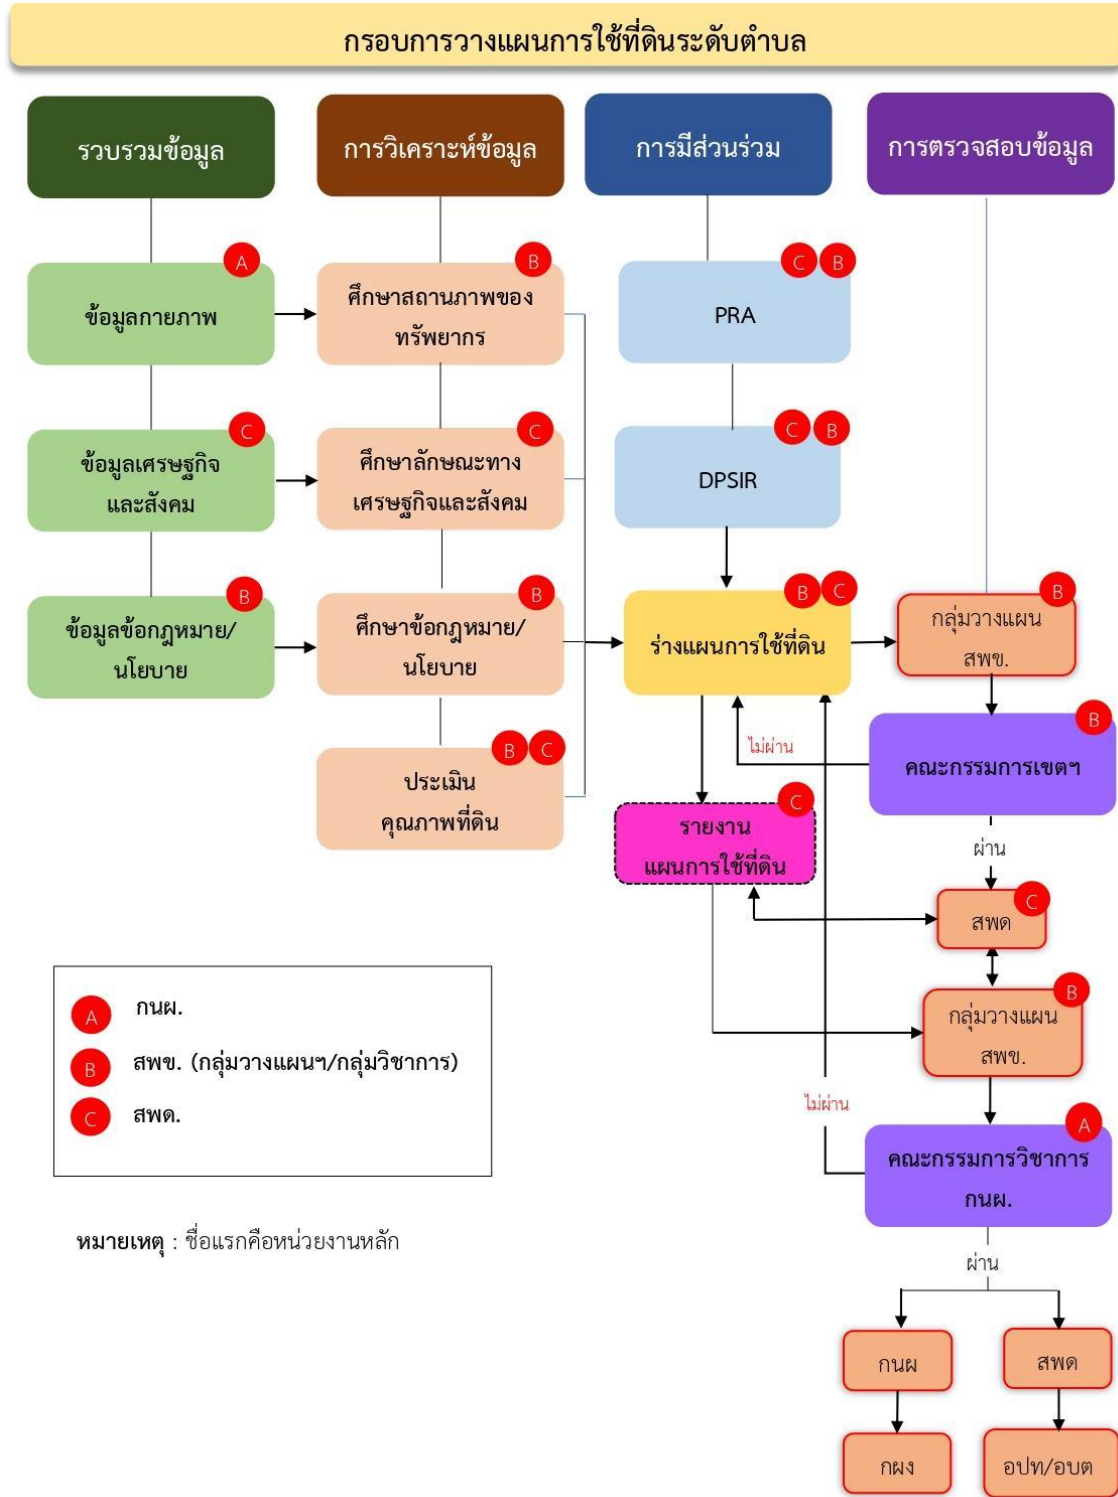 กรอบการวางแผนการใช้ที่ดินระดับตำบล
รวบรวมข้อมูล
การวิเคราะห์ข้อมูล
การมีส่วนร่วม
การตรวจสอบข้อมูล
A
ข้อมูลกายภาพ
B
ศึกษาสถานภาพของ
ทรัพยากร
C B
PRA
C
ข้อมูลเศรษฐกิจ
และสังคม
C
ศึกษาลักษณะทาง
เศรษฐกิจและสังคม
C B
DPSIR
B
ข้อมูลข้อกฎหมาย/
นโยบาย
B
ศึกษาข้อกฎหมาย/
นโยบาย
B C
ร่างแผนการใช้ที่ดิน
B
กลุ่มวางแผน
สพข.
B C
ประเมิน
คุณภาพที่ดิน
ไม่ผ่าน
B
คณะกรรมการเขตฯ
C
รายงาน
แผนการใช้ที่ดิน
ผ่าน
C
สพด
B
กลุ่มวางแผน
สพข.
A กนผ.
B สพข. (กลุ่มวางแผนฯ/กลุ่มวิชาการ)
C สพด.
ไม่ผ่าน
A
คณะกรรมการวิชาการ
กนผ.
หมายเหตุ : ชื่อแรกคือหน่วยงานหลัก
ผ่าน
กนผ
สพด
กผง
อปท/อบต